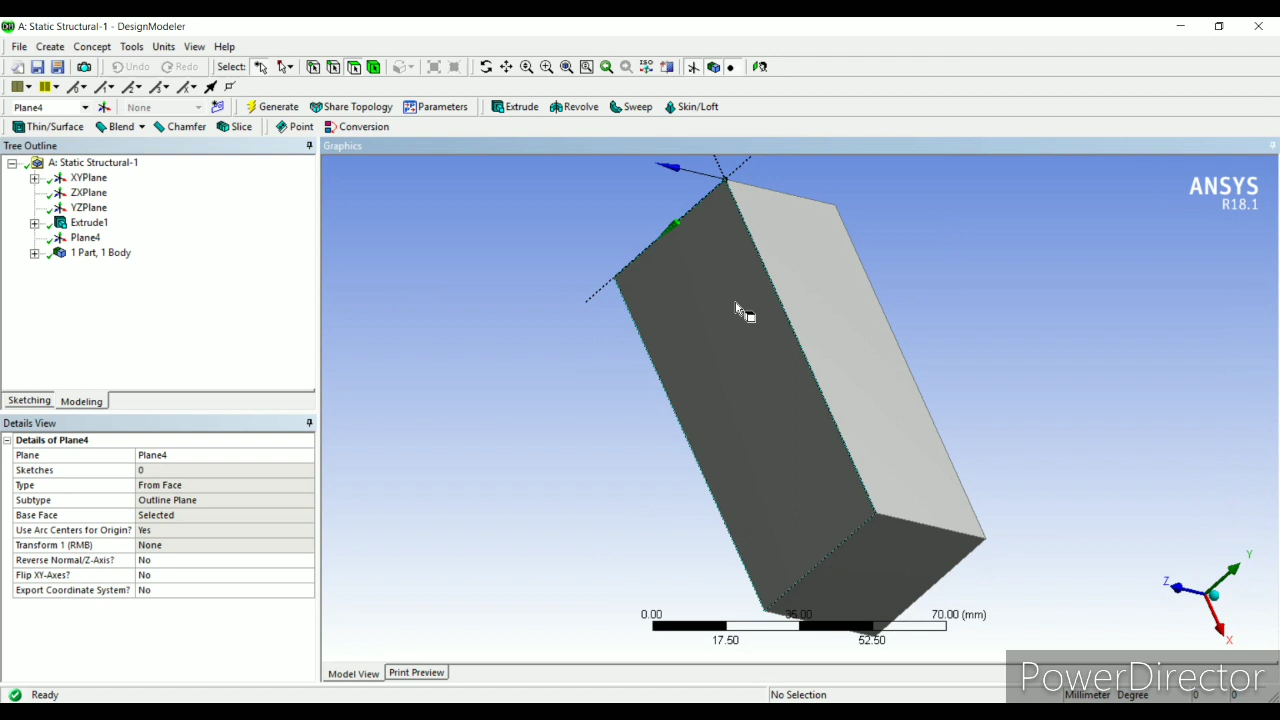 A: Static Structural-1 - DesignModeler
File Create Concept Tools Units View Help
Undo Redo Select: ISO
Plane4 None Generate Share Topology Parameters Extrude Revolve Sweep Skin/Loft
Thin/Surface Blend Chamfer Slice Point Conversion
Tree Outline
A: Static Structural-1
XYPlane
ZXPlane
YZPlane
Extrude1
Plane4
1 Part, 1 Body
Sketching Modeling
Details View
Details of Plane4
Plane Plane4
Sketches 0
Type From Face
Subtype Outline Plane
Base Face Selected
Use Arc Centers for Origin? Yes
Transform 1 (RMB) None
Reverse Normal/Z-Axis? No
Flip XY-Axes? No
Export Coordinate System? No
Graphics
ANSYS
R18.1
Y
Z
X
0.00 35.00 70.00 (mm)
17.50 52.50
Model View Print Preview
PowerDirector
Ready No Selection Millimeter Degree 0 0